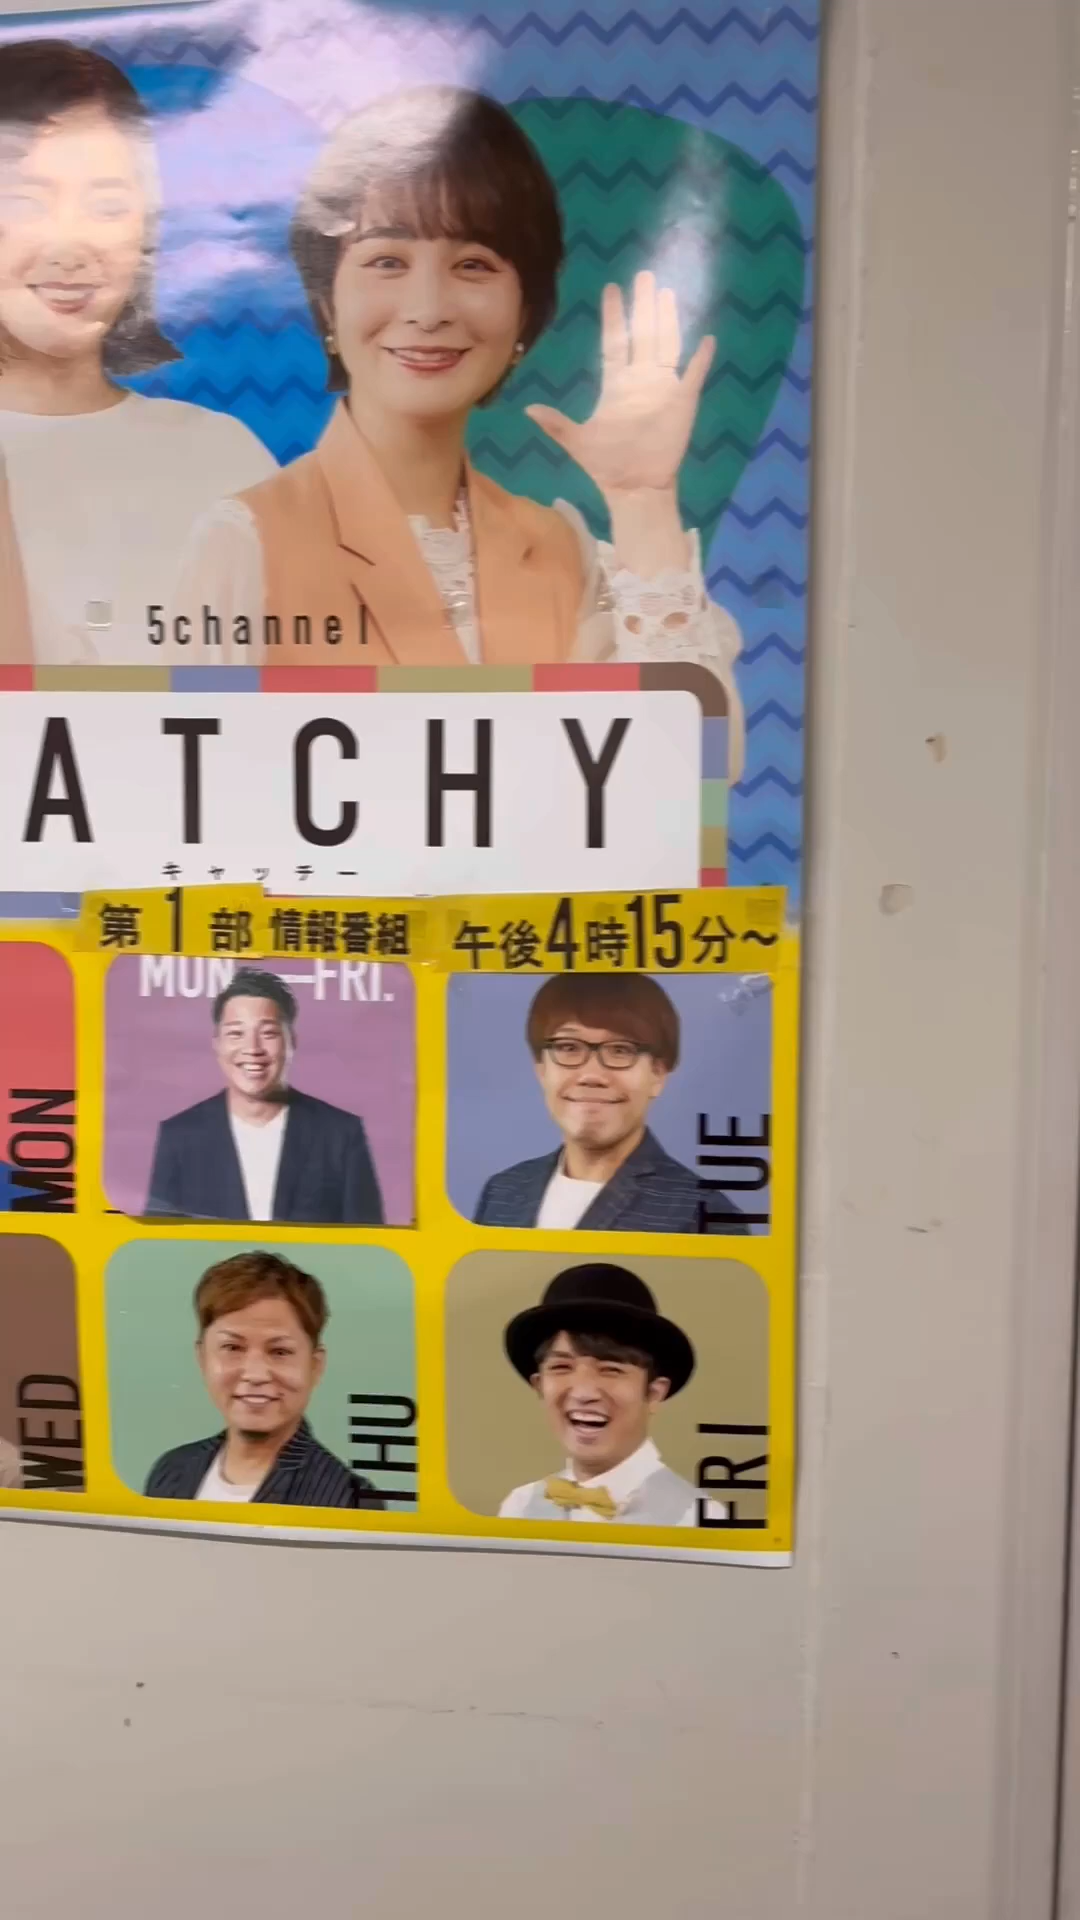 5channel
ATCHY
キャッチー
第1部 情報番組 午後4時15分～
MON
MON FRI.
TUE
WED
THU
FRI